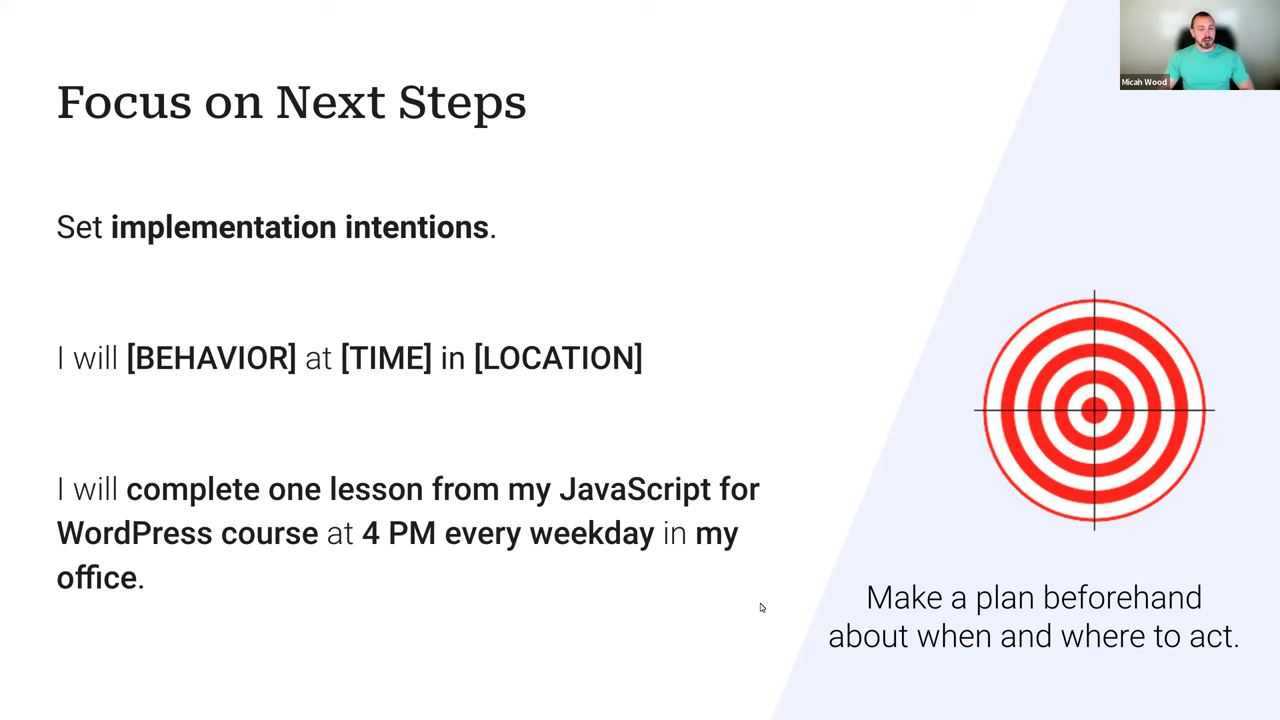 Focus on Next Steps
Set implementation intentions.
I will [BEHAVIOR] at [TIME] in [LOCATION]
I will complete one lesson from my JavaScript for
WordPress course at 4 PM every weekday in my
office.
Make a plan beforehand
about when and where to act.
Micah Wood